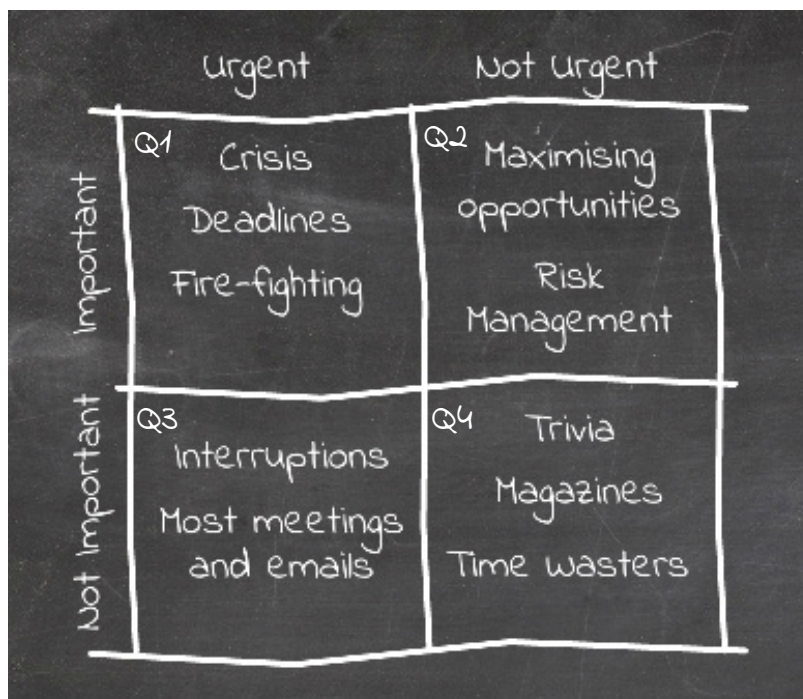 Urgent
Not Urgent
Important
Q1
Crisis
Deadlines
Fire-fighting
Q2
Maximising
opportunities
Risk
Management
Not Important
Q3
Interruptions
Most meetings
and emails
Q4
Trivia
Magazines
Time wasters